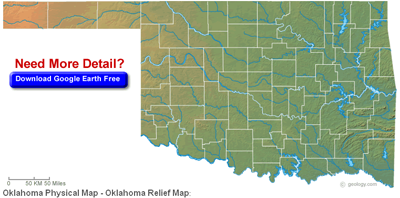 Need More Detail?
Download Google Earth Free
0 50 KM 50 Miles
© geology.com
Oklahoma Physical Map - Oklahoma Relief Map: